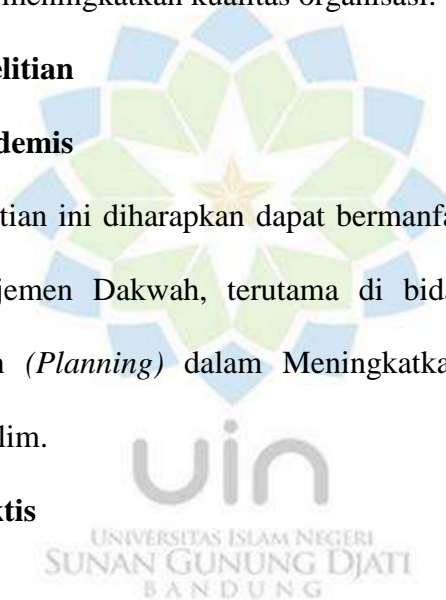 meningkatkan kualitas organisasi.
elitian
demis
tian ini diharapkan dapat bermanfa
jemen Dakwah, terutama di bida
n (Planning) dalam Meningkatka
lim.
ktis
uin
UNIVERSITAS ISLAM NEGERI
SUNAN GUNUNG DJATI
BANDUNG